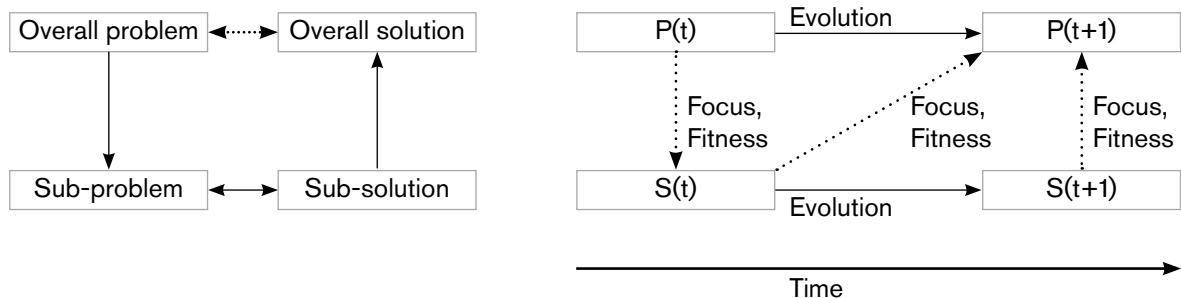 Overall problem
Overall solution
Sub-problem
Sub-solution
P(t)
Evolution
P(t+1)
Focus,
Fitness
Focus,
Fitness
Focus,
Fitness
S(t)
Evolution
S(t+1)
Time